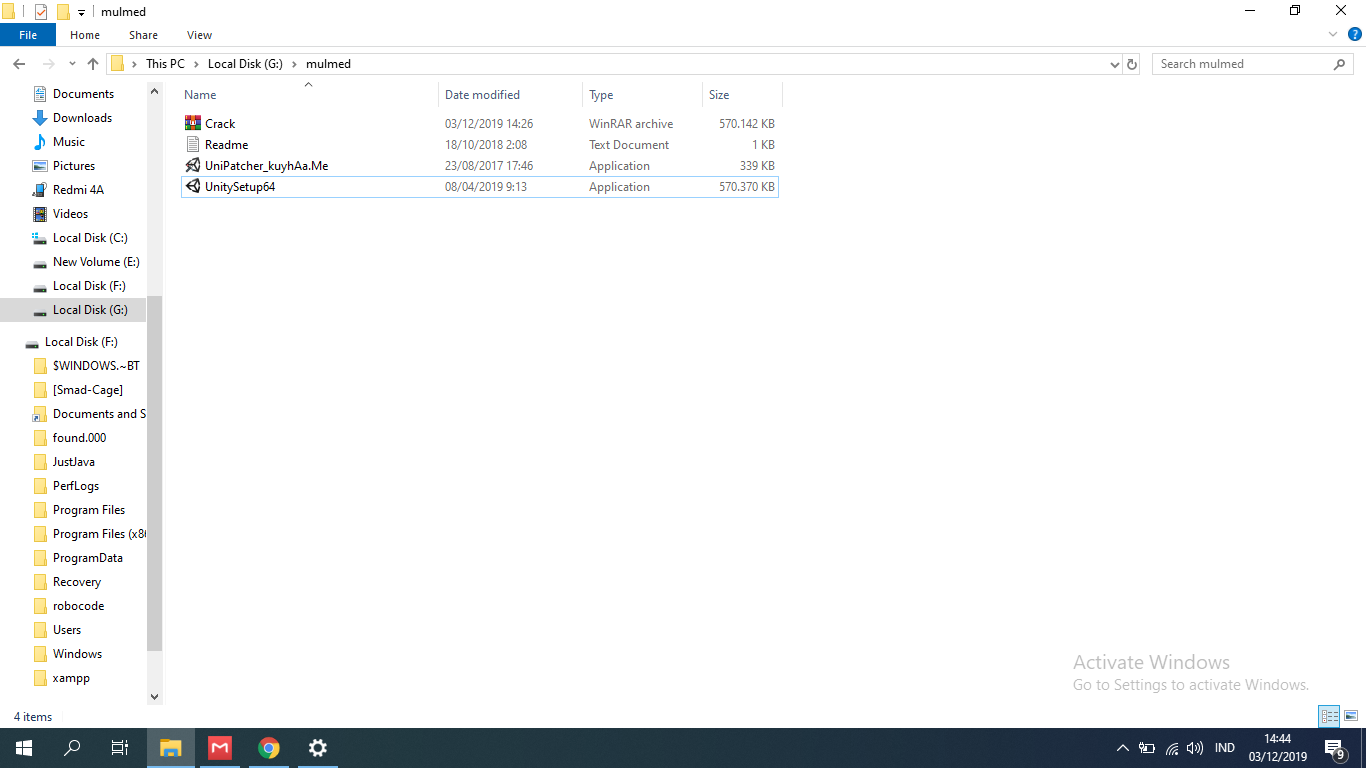 mulmed
File Home Share View
This PC Local Disk (G:) mulmed Search mulmed
Documents
Downloads
Music
Pictures
Redmi 4A
Videos
Local Disk (C:)
New Volume (E:)
Local Disk (F:)
Local Disk (G:)
Local Disk (F:)
$WINDOWS.~BT
[Smad-Cage]
Documents and S
found.000
JustJava
PerfLogs
Program Files
Program Files (x86
ProgramData
Recovery
robocode
Users
Windows
xampp
Name Date modified Type Size
Crack 03/12/2019 14:26 WinRAR archive 570.142 KB
Readme 18/10/2018 2:08 Text Document 1 KB
UniPatcher_kuyhAa.Me 23/08/2017 17:46 Application 339 KB
UnitySetup64 08/04/2019 9:13 Application 570.370 KB
Activate Windows
Go to Settings to activate Windows.
4 items
IND
14:44
03/12/2019
9